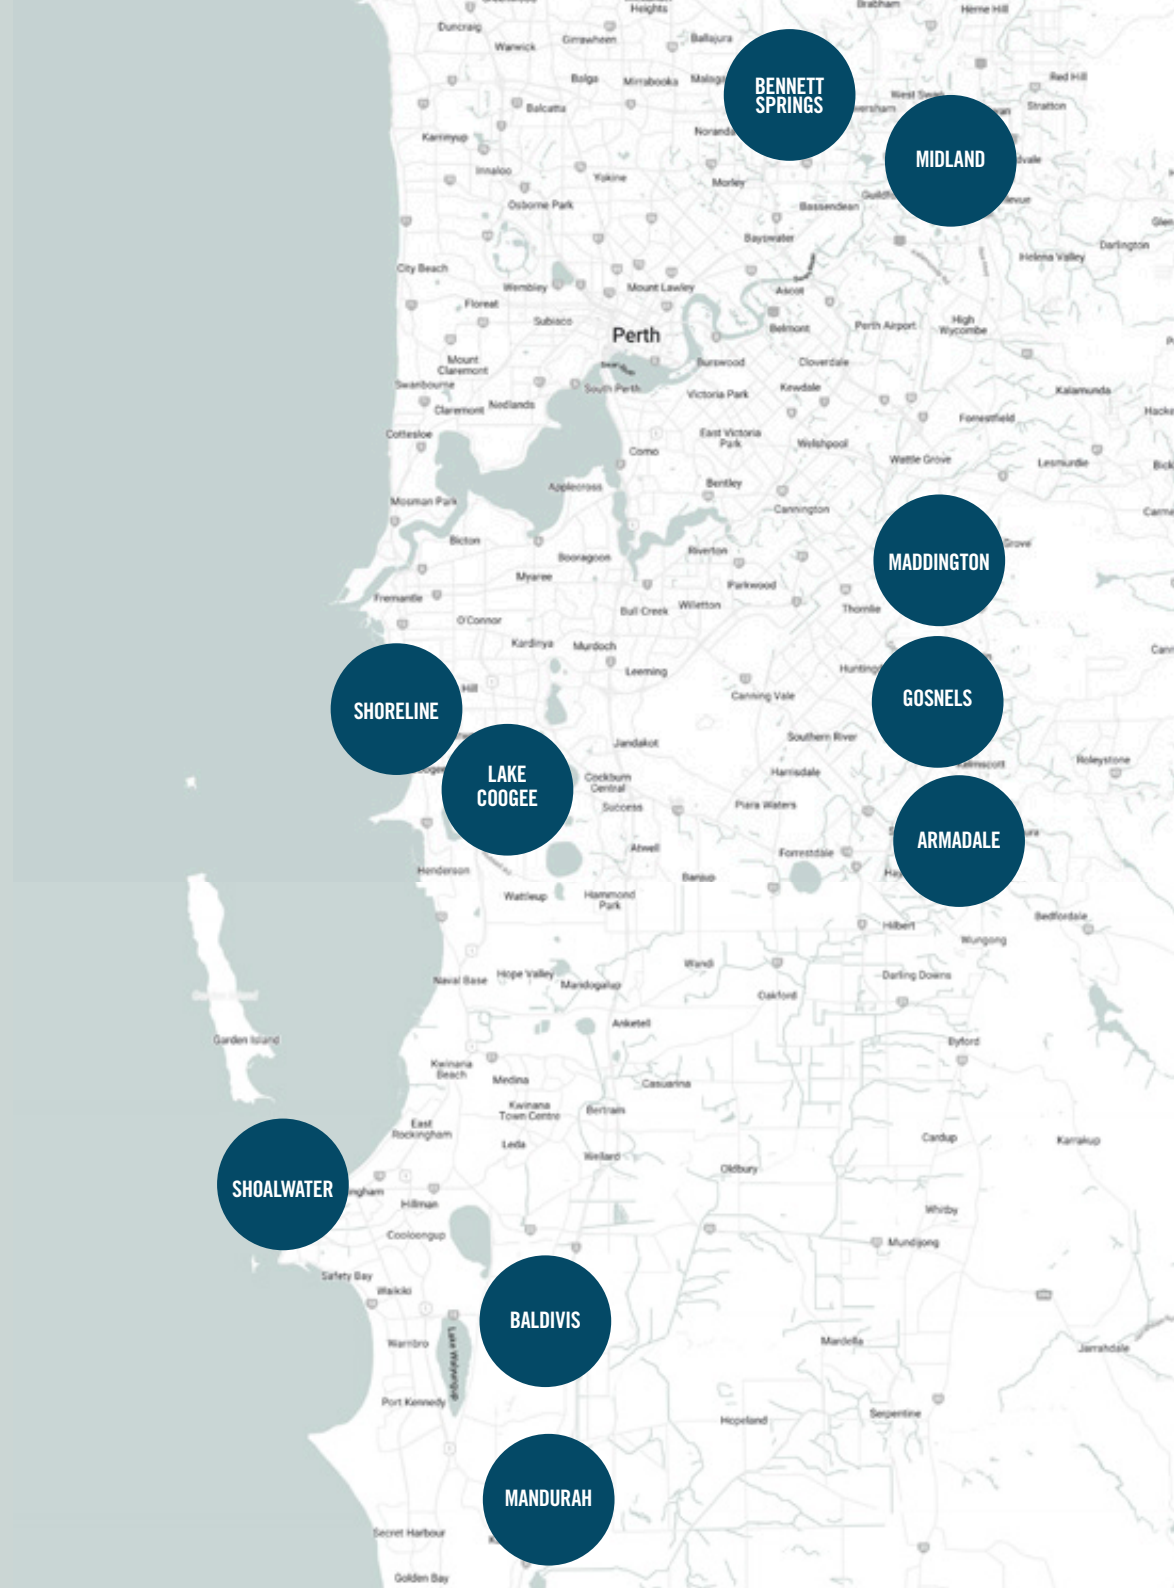 Heights
Brabham
Herne Hill
Duncraig
Warwick
Girrawheen
Ballajura
Balga
Mirrabooka
Malaga
BENNETT
SPRINGS
Red Hill
West Swan
Stratton
Balcatta
Karrinyup
Noranda
MIDLAND
Innaloo
Yokine
Morley
Osborne Park
Bassendean
Bayswater
Darlington
Helena Valley
City Beach
Wembley
Mount Lawley
Ascot
Floreat
Subiaco
Perth
Belmont
Perth Airport
High
Wycombe
Mount
Claremont
Burswood
Cloverdale
Swanbourne
South Perth
Victoria Park
Kewdale
Kalamunda
Claremont
Nedlands
Forrestfield
Cottesloe
East Victoria
Park
Welshpool
Como
Wattle Grove
Lesmurdie
Applecross
Bentley
Mosman Park
Cannington
Bicton
Booragoon
Riverton
Grove
MADDINGTON
Myaree
Parkwood
Fremantle
Bull Creek
Willetton
Thornlie
O'Connor
Kardinya
Murdoch
Leeming
Hill
Canning Vale
GOSNELS
SHORELINE
Jandakot
Southern River
Roleystone
LAKE
COOGEE
Cockburn
Central
Harrisdale
Success
Piara Waters
ARMADALE
Atwell
Forrestdale
Henderson
Banjup
Wattleup
Hammond
Park
Bedfordale
Hilbert
Wungong
Naval Base
Hope Valley
Mandogalup
Wandi
Darling Downs
Oakford
Anketell
Garden Island
Byford
Kwinana
Beach
Medina
Casuarina
Kwinana
Town Centre
Bertram
East
Rockingham
Leda
Cardup
Karrakup
Wellard
Oldbury
SHOALWATER
Hillman
Whitby
Cooloongup
Mundijong
Safety Bay
Waikiki
BALDIVIS
Warnbro
Lake Walyungup
Mardella
Jarrahdale
Port Kennedy
Hopeland
Serpentine
MANDURAH
Secret Harbour
Golden Bay